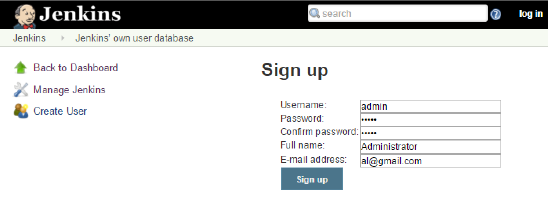 Jenkins
search
log in
Jenkins
Jenkins' own user database
Back to Dashboard
Manage Jenkins
Create User
Sign up
Username: admin
Password: •••••
Confirm password: •••••
Full name: Administrator
E-mail address: al@gmail.com
Sign up